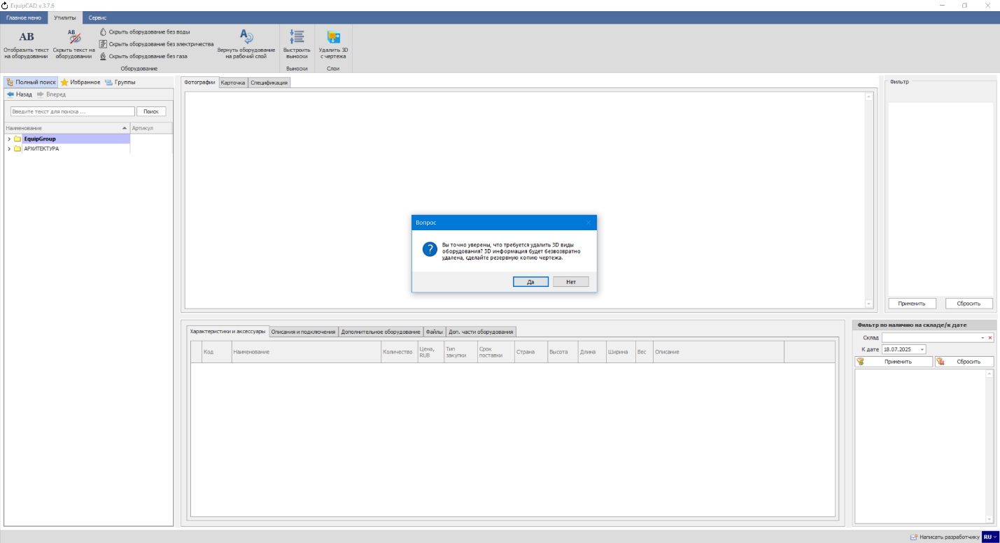 EquipCAD v.3.7.6
Главное меню
Утилиты
Сервис
AB
Отобразить текст
на оборудовании
AB
Скрыть текст на
оборудовании
Скрыть оборудование без воды
Скрыть оборудование без электричества
Скрыть оборудование без газа
Вернуть оборудование
на рабочий слой
Оборудование
Выстроить
выноски
Выноски
Удалить 3D
с чертежа
Слои
Полный поиск
Избранное
Группы
Назад
Вперед
Введите текст для поиска ...
Поиск
Наименование
Артикул
EquipGroup
АРХИТЕКТУРА
Фотографии
Карточка
Спецификация
Фильтр
Применить
Сбросить
Вопрос
Вы точно уверены, что требуется удалить 3D виды
оборудования? 3D информация будет безвозвратно
удалена, сделайте резервную копию чертежа.
Да
Нет
Характеристики и аксессуары
Описания и подключения
Дополнительное оборудование
Файлы
Доп. части оборудования
Код
Наименование
Количество
Цена,
RUB
Тип
закупки
Срок
поставки
Страна
Высота
Длина
Ширина
Вес
Описание
Фильтр по наличию на складе/к дате
Склад
К дате
18.07.2025
Применить
Сбросить
Написать разработчику
RU